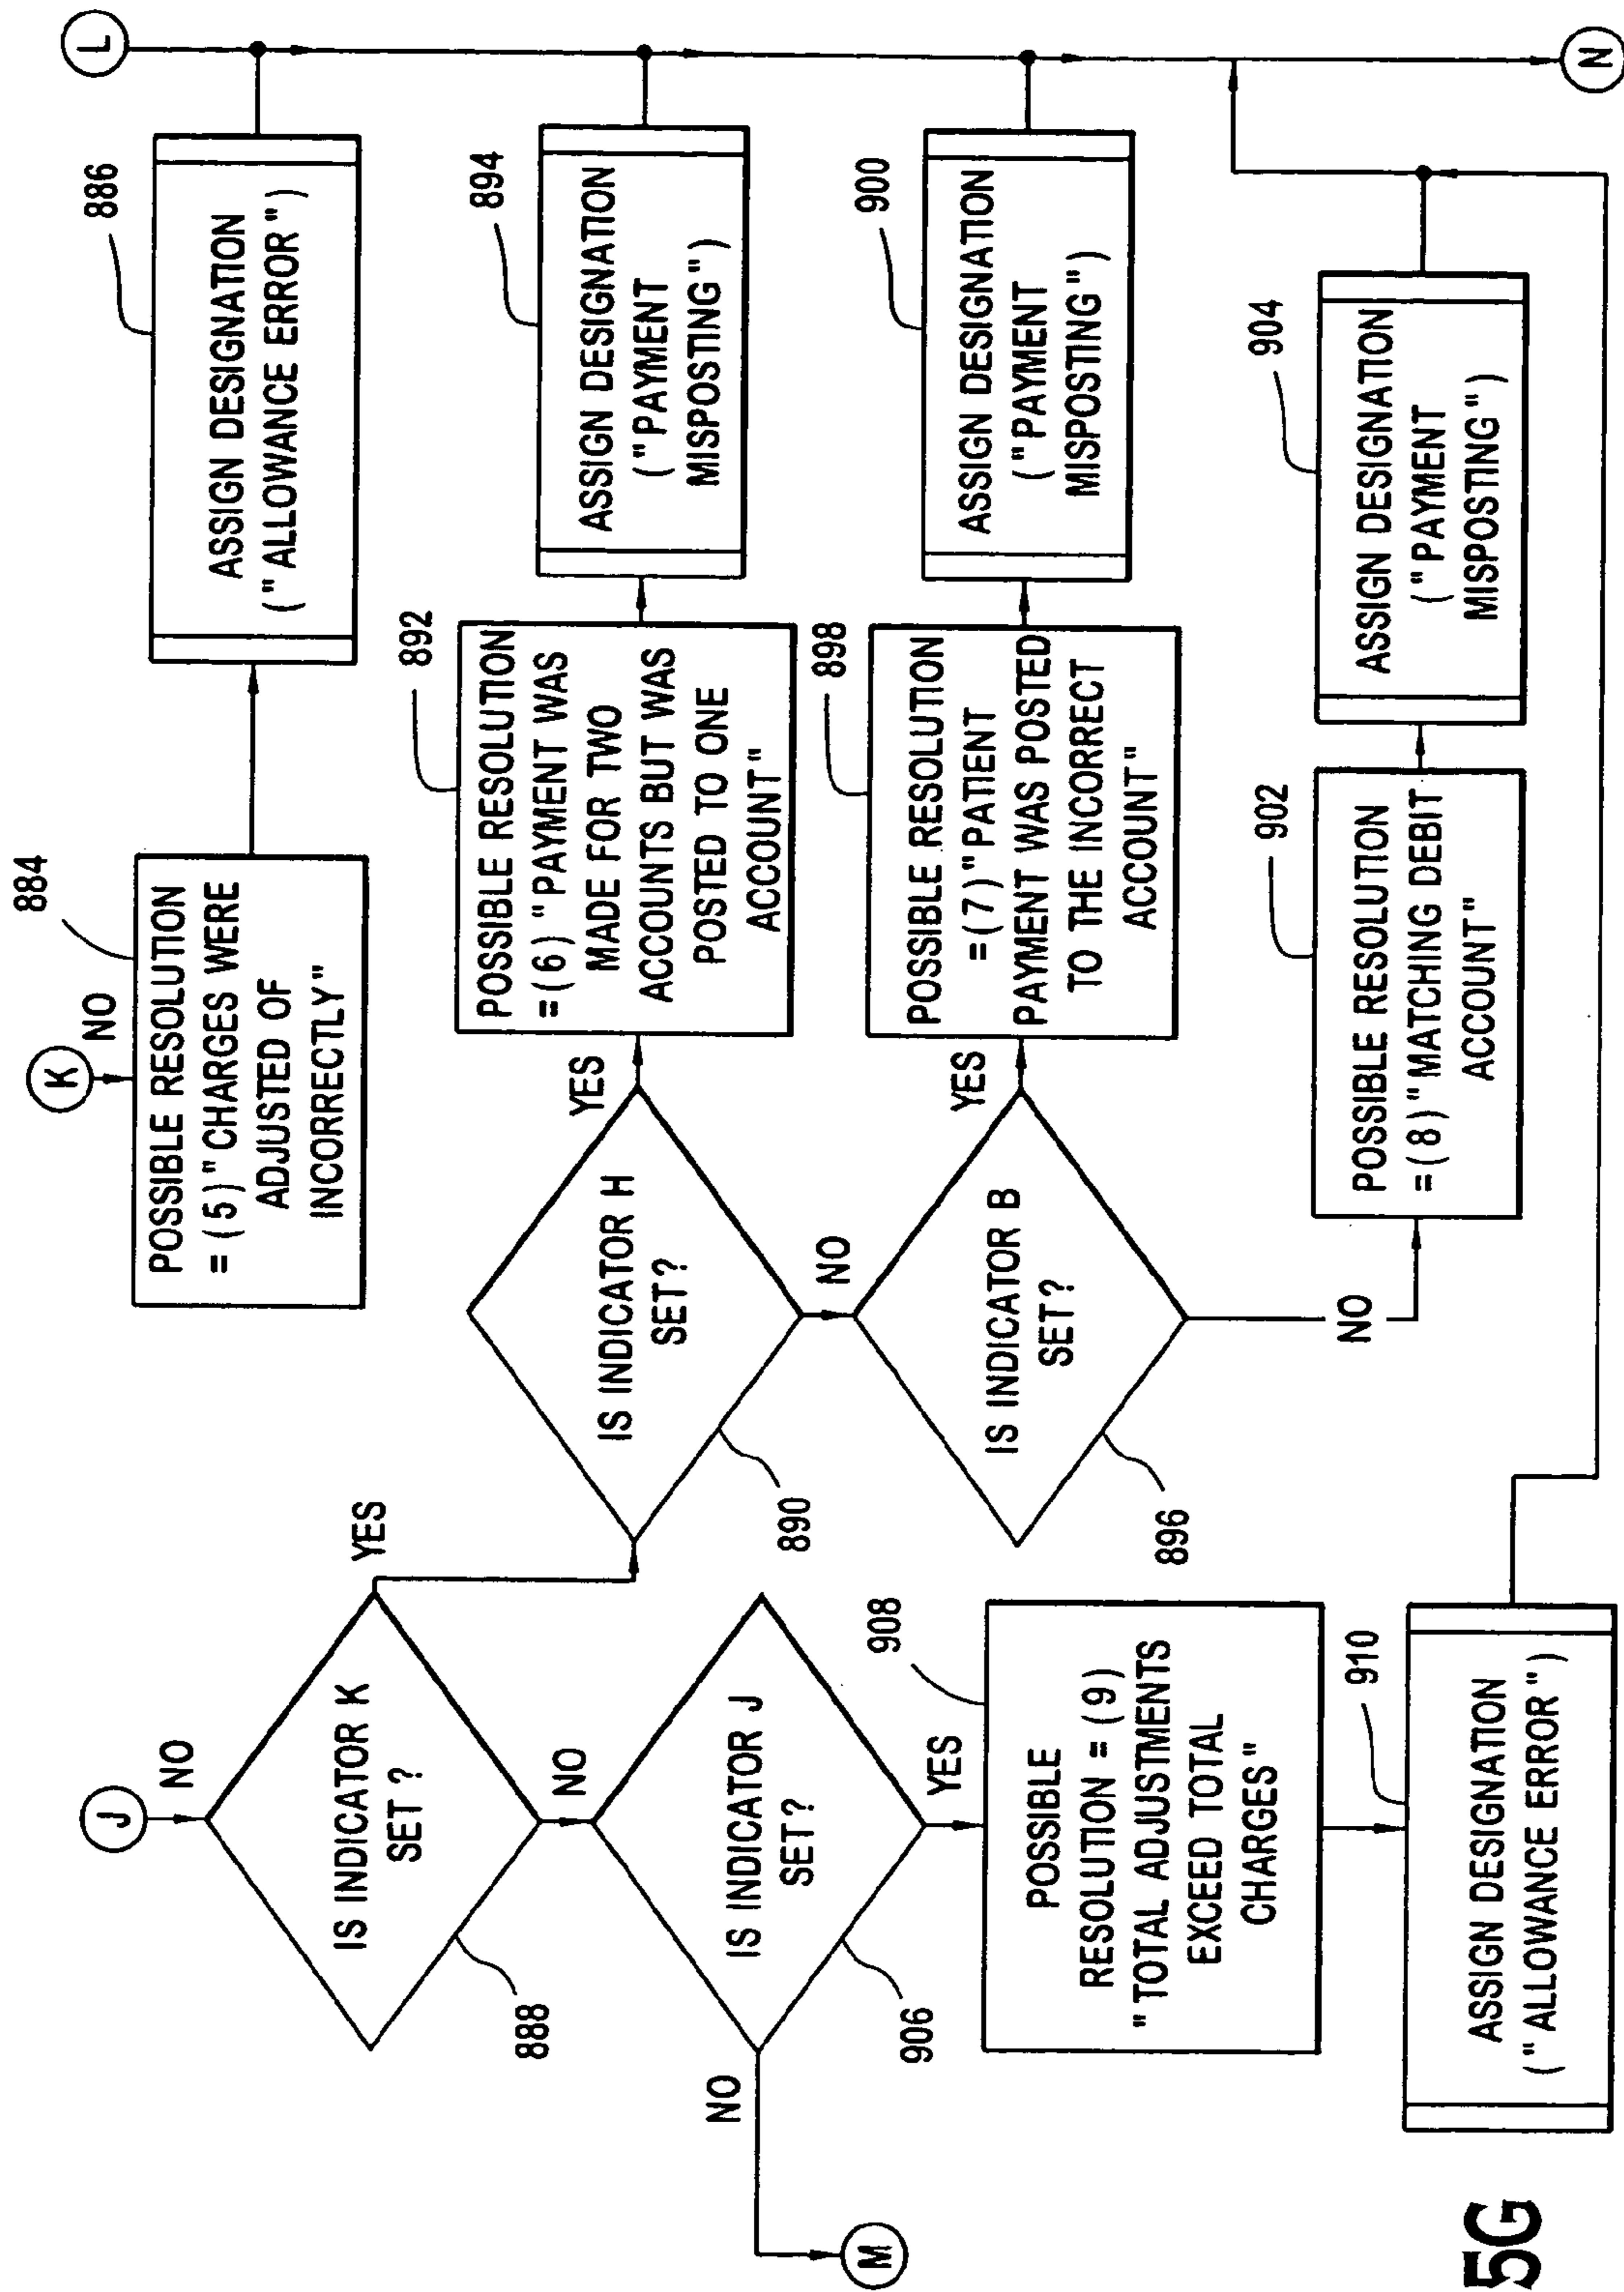 J
NO
K
NO
L
884
POSSIBLE RESOLUTION
= (5) "CHARGES WERE
ADJUSTED OF
INCORRECTLY"
886
ASSIGN DESIGNATION
("ALLOWANCE ERROR")
IS INDICATOR K
SET ?
888
YES
NO
IS INDICATOR H
SET?
890
YES
NO
892
POSSIBLE RESOLUTION
=(6) "PAYMENT WAS
MADE FOR TWO
ACCOUNTS BUT WAS
POSTED TO ONE
ACCOUNT"
894
ASSIGN DESIGNATION
("PAYMENT
MISPOSTING")
IS INDICATOR J
SET?
906
NO
YES
M
IS INDICATOR B
SET?
896
YES
NO
898
POSSIBLE RESOLUTION
=(7) "PATIENT
PAYMENT WAS POSTED
TO THE INCORRECT
ACCOUNT"
900
ASSIGN DESIGNATION
("PAYMENT
MISPOSTING")
908
POSSIBLE
RESOLUTION = (9)
"TOTAL ADJUSTMENTS
EXCEED TOTAL
CHARGES"
902
POSSIBLE RESOLUTION
=(8) "MATCHING DEBIT
ACCOUNT"
904
ASSIGN DESIGNATION
("PAYMENT
MISPOSTING")
910
ASSIGN DESIGNATION
("ALLOWANCE ERROR")
N
5G